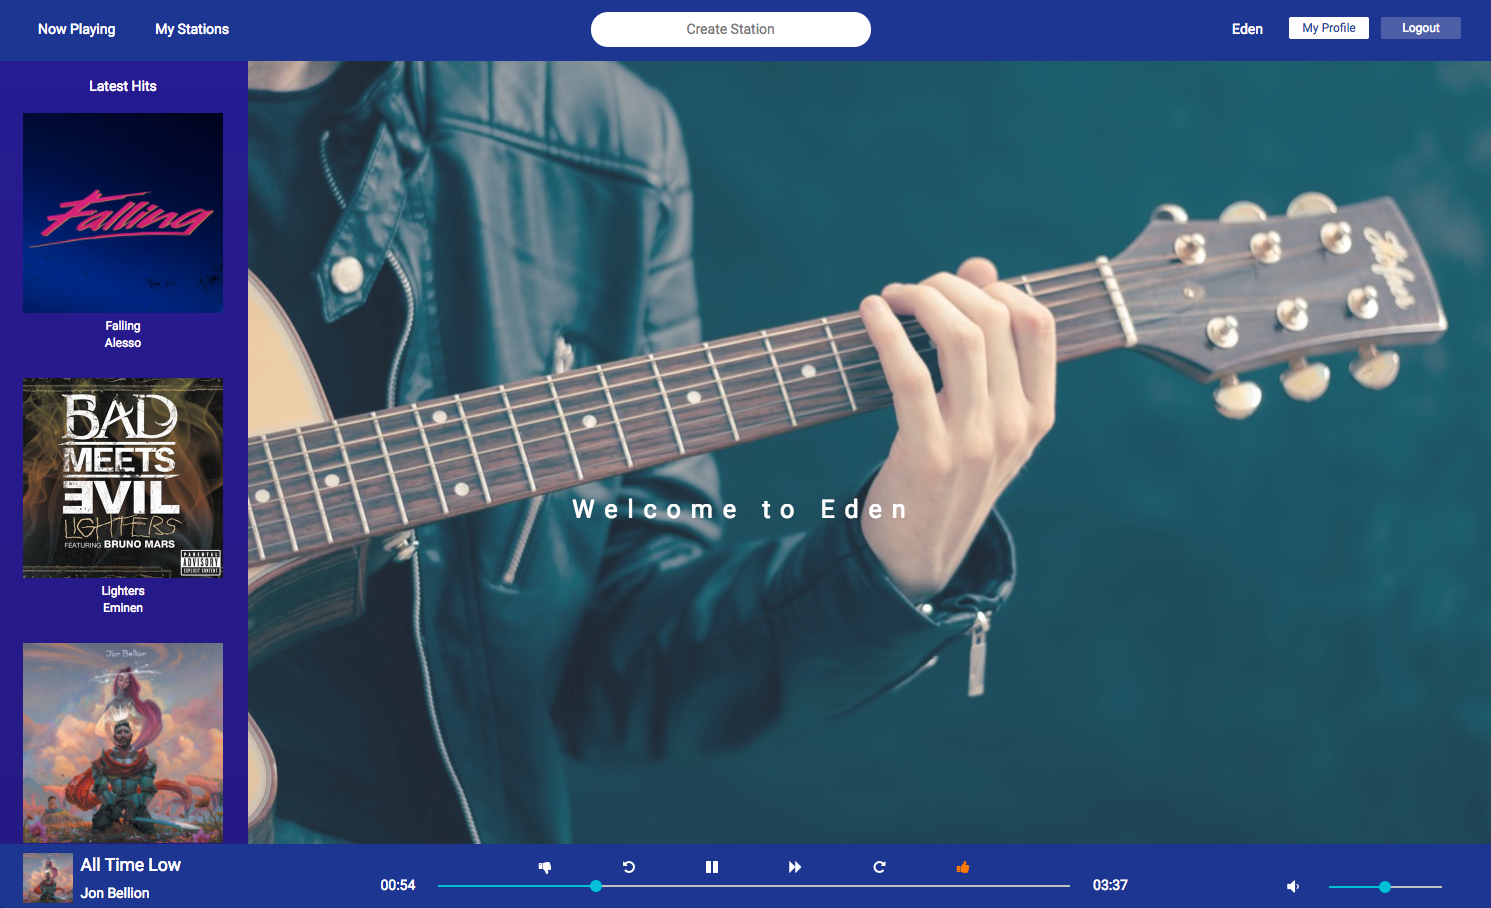 Now Playing
My Stations
Create Station
Eden
My Profile
Logout
Latest Hits
Falling
Falling
Alesso
BAD
MEETS
EVIL
LIGHTERS
FEATURING BRUNO MARS
PARENTAL
ADVISORY
EXPLICIT CONTENT
Lighters
Eminen
Jon Bellion
Welcome to Eden
All Time Low
Jon Bellion
00:54
03:37